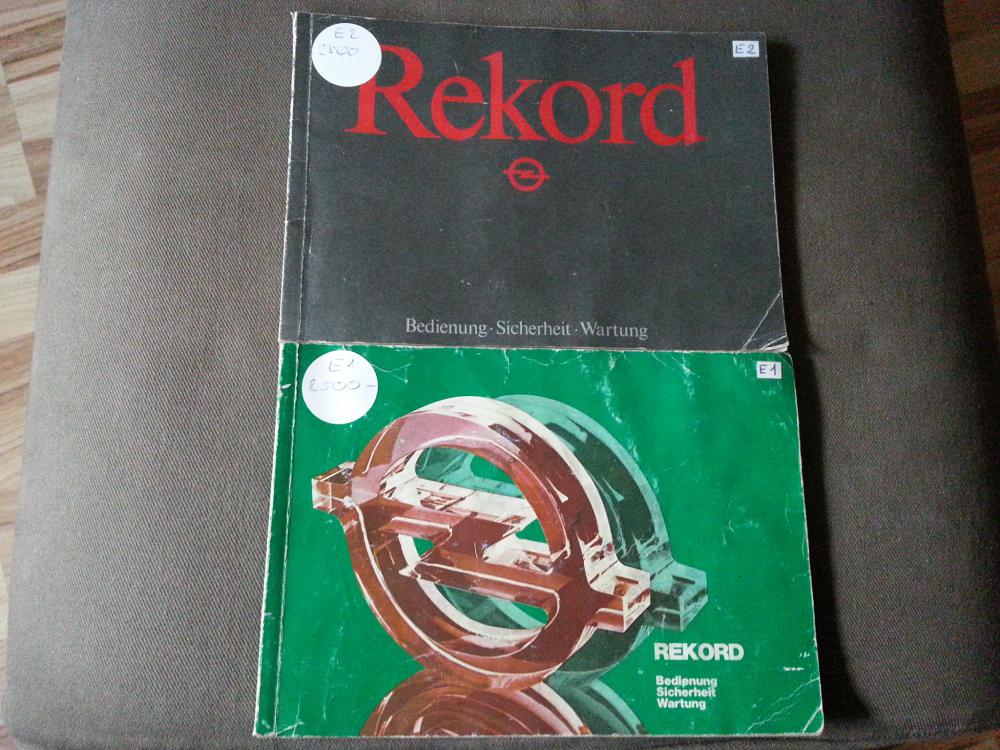 E2
2500
E2
Rekord
Bedienung · Sicherheit · Wartung
E1
2500-
E1
REKORD
Bedienung
Sicherheit
Wartung